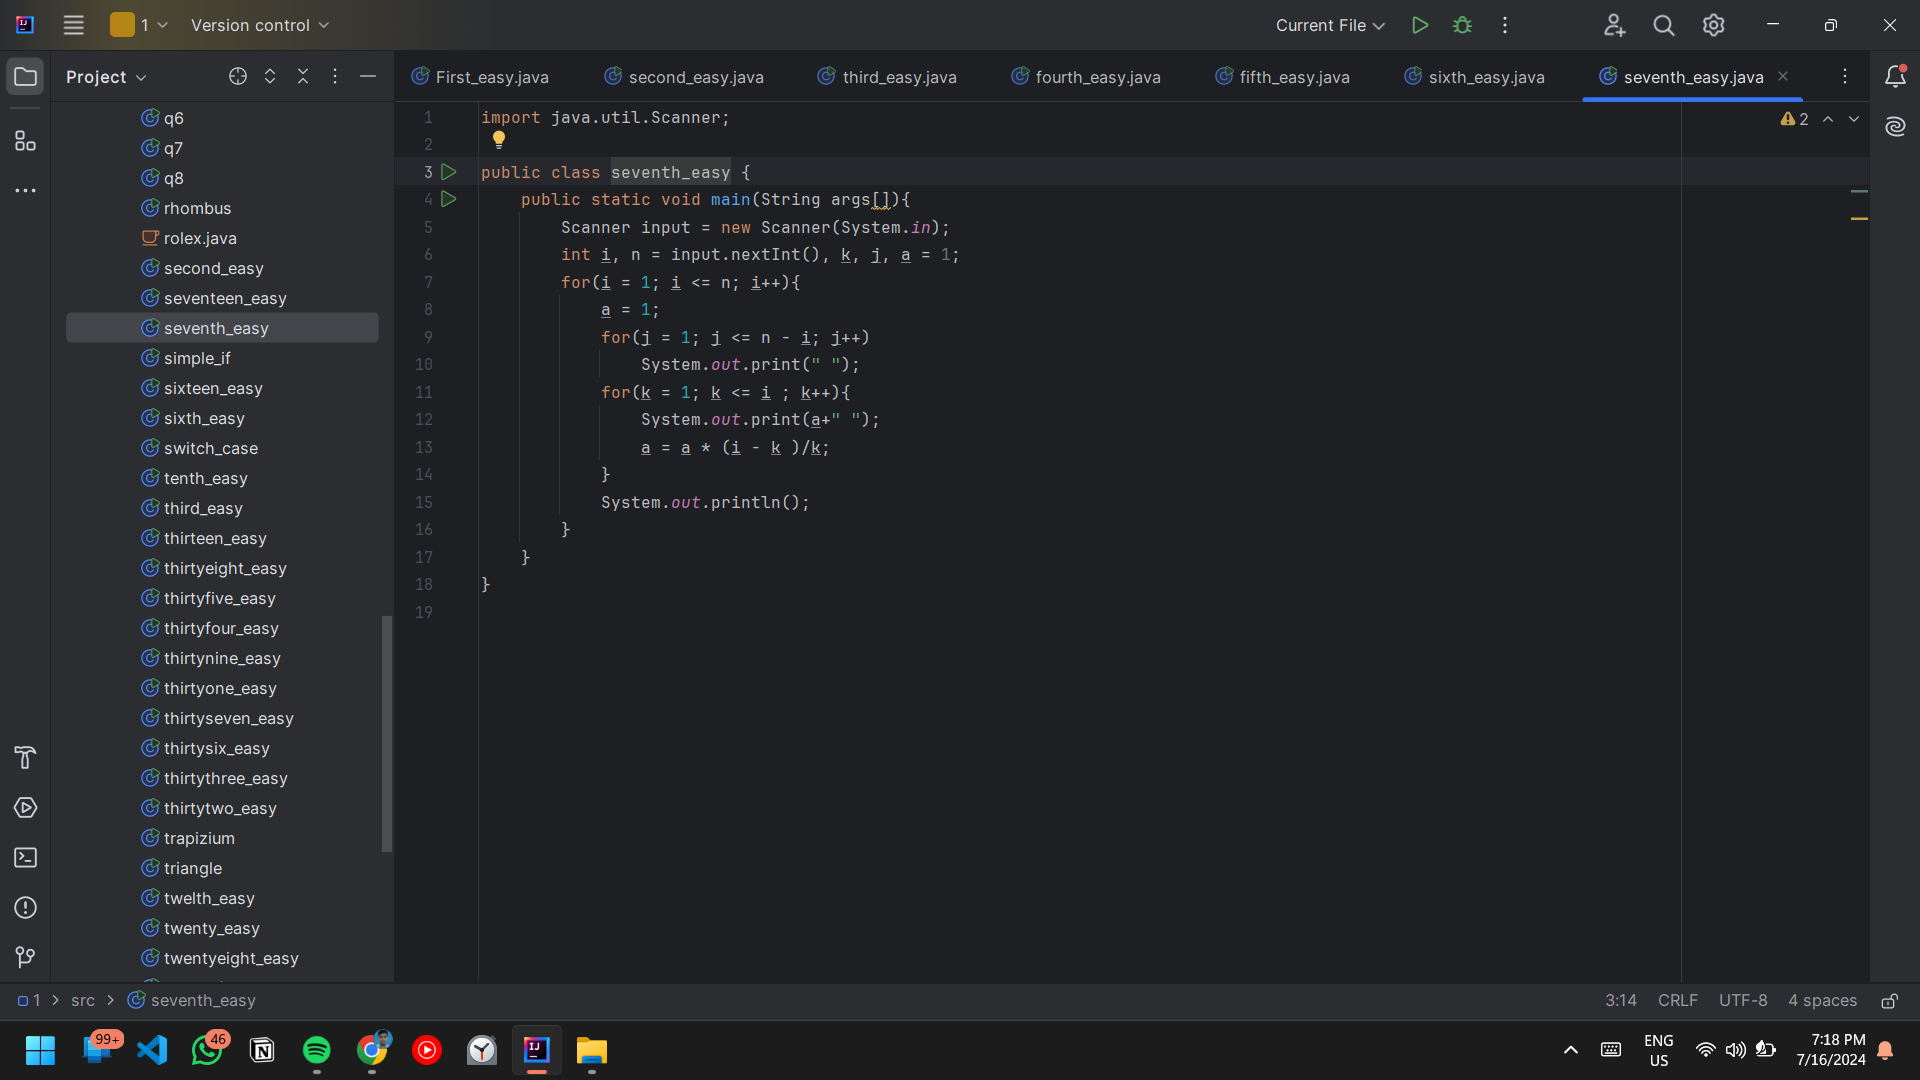 1 Version control
Current File
Project
First_easy.java second_easy.java third_easy.java fourth_easy.java fifth_easy.java sixth_easy.java seventh_easy.java
q6
q7
q8
rhombus
rolex.java
second_easy
seventeen_easy
seventh_easy
simple_if
sixteen_easy
sixth_easy
switch_case
tenth_easy
third_easy
thirteen_easy
thirtyeight_easy
thirtyfive_easy
thirtyfour_easy
thirtynine_easy
thirtyone_easy
thirtyseven_easy
thirtysix_easy
thirtythree_easy
thirtytwo_easy
trapizium
triangle
twelth_easy
twenty_easy
twentyeight_easy
2
1 import java.util.Scanner;
2
3 public class seventh_easy {
4     public static void main(String args[]){
5         Scanner input = new Scanner(System.in);
6         int i, n = input.nextInt(), k, j, a = 1;
7         for(i = 1; i <= n; i++){
8             a = 1;
9             for(j = 1; j <= n - i; j++)
10                 System.out.print(" ");
11             for(k = 1; k <= i ; k++){
12                 System.out.print(a+" ");
13                 a = a * (i - k )/k;
14             }
15             System.out.println();
16         }
17     }
18 }
19
1 > src > seventh_easy
3:14 CRLF UTF-8 4 spaces
99+ 46
ENG
US
7:18 PM
7/16/2024